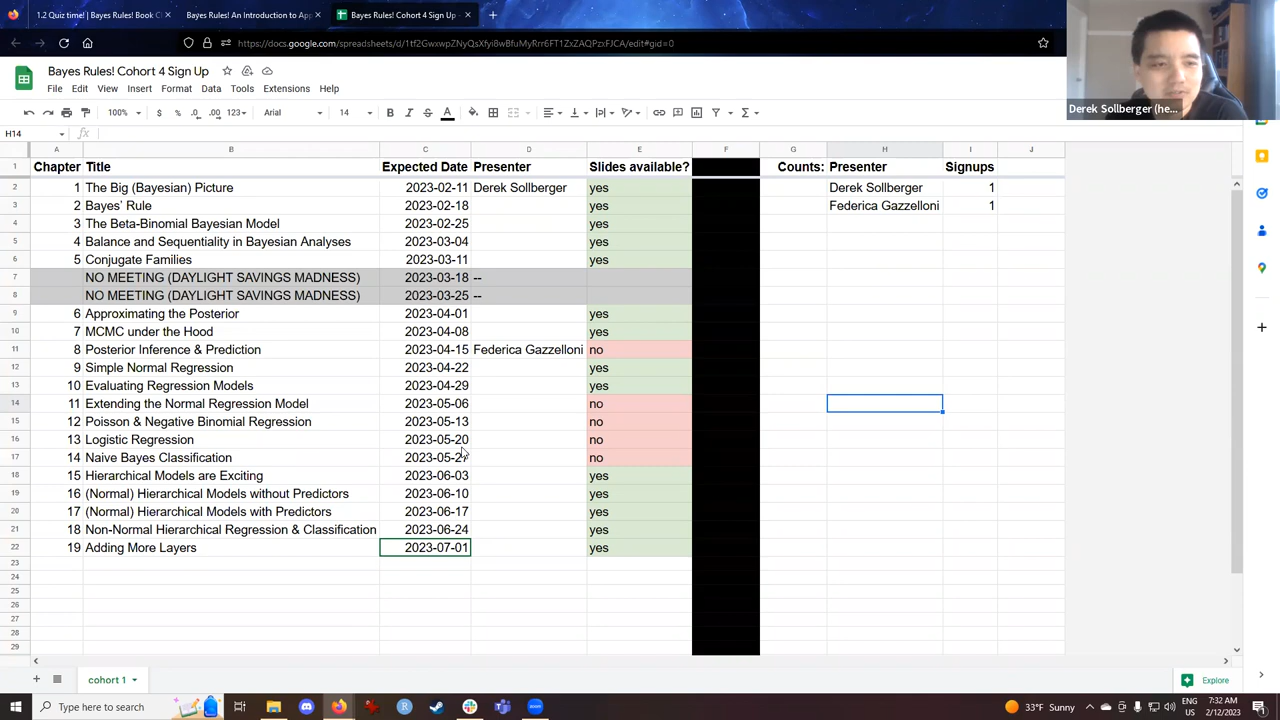 1.2 Quiz time! | Bayes Rules! Book Cl
Bayes Rules! An Introduction to App
Bayes Rules! Cohort 4 Sign Up -
https://docs.google.com/spreadsheets/d/
/edit#gid=0
Derek Sollberger (he...
Bayes Rules! Cohort 4 Sign Up
File Edit View Insert Format Data Tools Extensions Help
100% $ % .0 .00 123 Arial 14 B I S A
H14 fx
A B C D E F G H I J
1 Chapter Title Expected Date Presenter Slides available? Counts: Presenter Signups
2 1 The Big (Bayesian) Picture 2023-02-11 Derek Sollberger yes Derek Sollberger 1
3 2 Bayes' Rule 2023-02-18 yes Federica Gazzelloni 1
4 3 The Beta-Binomial Bayesian Model 2023-02-25 yes
5 4 Balance and Sequentiality in Bayesian Analyses 2023-03-04 yes
6 5 Conjugate Families 2023-03-11 yes
7 NO MEETING (DAYLIGHT SAVINGS MADNESS) 2023-03-18 --
8 NO MEETING (DAYLIGHT SAVINGS MADNESS) 2023-03-25 --
9 6 Approximating the Posterior 2023-04-01 yes
10 7 MCMC under the Hood 2023-04-08 yes
11 8 Posterior Inference & Prediction 2023-04-15 Federica Gazzelloni no
12 9 Simple Normal Regression 2023-04-22 yes
13 10 Evaluating Regression Models 2023-04-29 yes
14 11 Extending the Normal Regression Model 2023-05-06 no
15 12 Poisson & Negative Binomial Regression 2023-05-13 no
16 13 Logistic Regression 2023-05-20 no
17 14 Naive Bayes Classification 2023-05-27 no
18 15 Hierarchical Models are Exciting 2023-06-03 yes
19 16 (Normal) Hierarchical Models without Predictors 2023-06-10 yes
20 17 (Normal) Hierarchical Models with Predictors 2023-06-17 yes
21 18 Non-Normal Hierarchical Regression & Classification 2023-06-24 yes
22 19 Adding More Layers 2023-07-01 yes
23
24
25
26
27
28
29
cohort 1
Explore
Type here to search
33°F Sunny
ENG
US
7:32 AM
2/12/2023